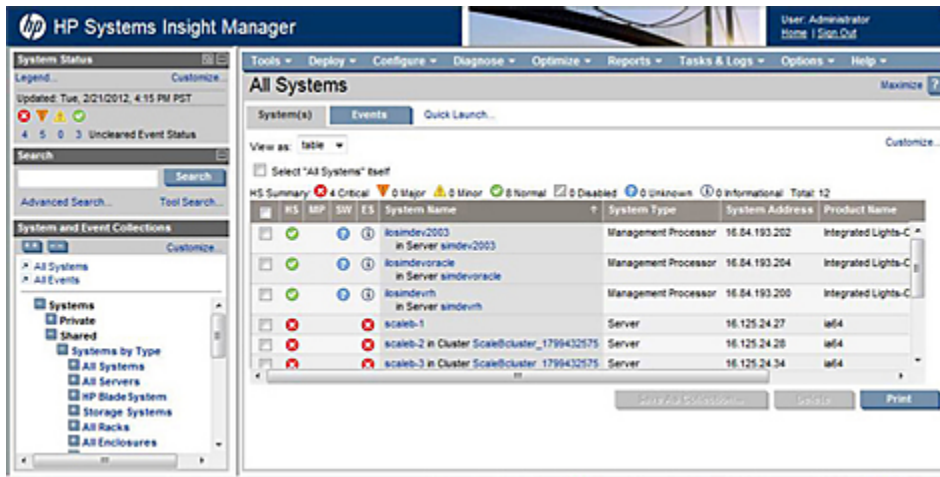 hp HP Systems Insight Manager
User: Administrator
Home | Sign Out
System Status
Legend... Customize...
Updated: Tue, 2/21/2012, 4:15 PM PST
4 5 0 3 Uncleared Event Status
Search
Search
Advanced Search... Tool Search...
System and Event Collections
Customize...
All Systems
All Events
Systems
Private
Shared
Systems by Type
All Systems
All Servers
HP BladeSystem
Storage Systems
All Racks
All Enclosures
Tools Deploy Configure Diagnose Optimize Reports Tasks & Logs Options Help
All Systems
Maximize ?
System(s) Events Quick Launch...
View as: table Customize...
Select "All Systems" itself
HS Summary: 4 Critical 0 Major 0 Minor 8 Normal 0 Disabled 0 Unknown 0 Informational Total: 12
HS MP SW ES System Name System Type System Address Product Name
ilosimdev2003 Management Processor 16.84.193.202 Integrated Lights-C
in Server simdev2003
ilosimdevoracle Management Processor 16.84.193.204 Integrated Lights-C
in Server simdevoracle
ilosimdevrh Management Processor 16.84.193.200 Integrated Lights-C
in Server simdevrh
scaleb-1 Server 16.125.24.27 ia64
scaleb-2 in Cluster ScaleBcluster_1799432575 Server 16.125.24.28 ia64
scaleb-3 in Cluster ScaleBcluster_1799432575 Server 16.125.24.34 ia64
Save As Collection... Delete Print